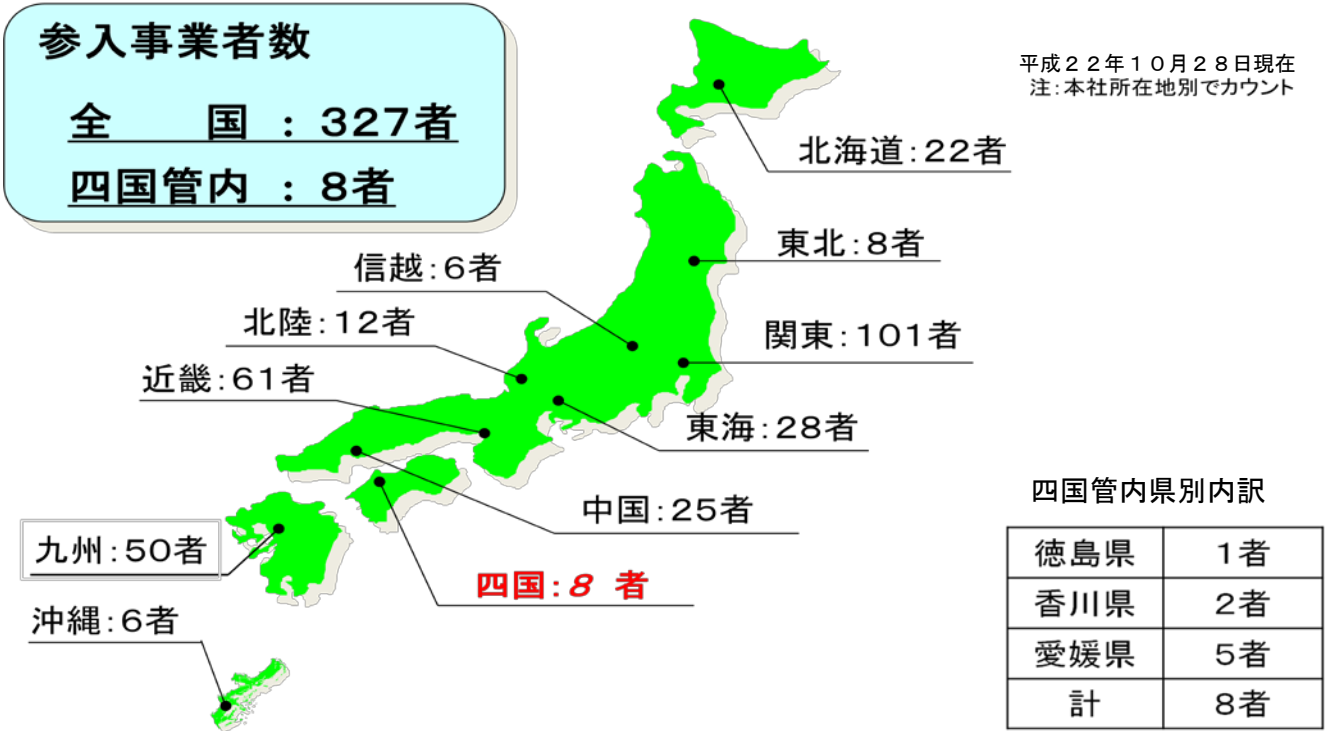 参入事業者数
全　　国 : 327者
四国管内 : 8者
平成22年10月28日現在
注:本社所在地別でカウント
北海道:22者
東北:8者
信越:6者
北陸:12者
関東:101者
近畿:61者
東海:28者
中国:25者
九州:50者
四国:8 者
沖縄:6者
四国管内県別内訳
徳島県 1者
香川県 2者
愛媛県 5者
計 8者